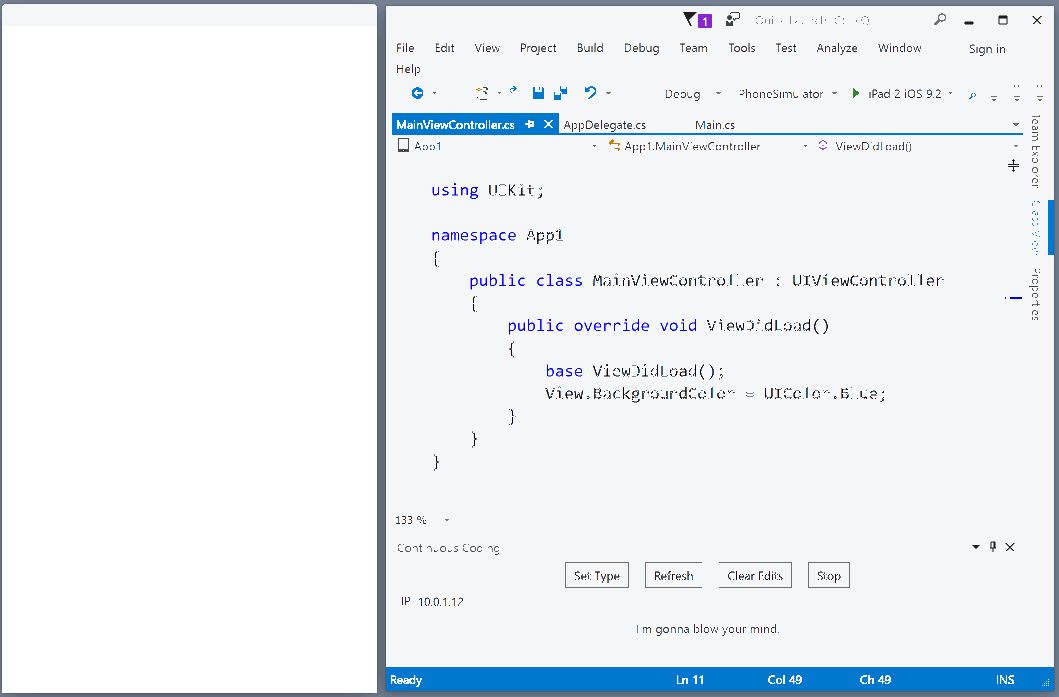 1
Quick Launch (Ctrl+Q)
File Edit View Project Build Debug Team Tools Test Analyze Window Sign in
Help
Debug PhoneSimulator iPad 2 iOS 9.2
MainViewController.cs AppDelegate.cs Main.cs
App1 App1.MainViewController ViewDidLoad()
using UIKit;
namespace App1
{
public class MainViewController : UIViewController
{
public override void ViewDidLoad()
{
base ViewDidLoad();
View.BackgroundColor = UIColor.Blue;
}
}
}
133 %
Continuous Coding
Set Type Refresh Clear Edits Stop
IP 10.0.1.12
I'm gonna blow your mind.
Ready Ln 11 Col 49 Ch 49 INS
Team Explorer
Class View
Properties